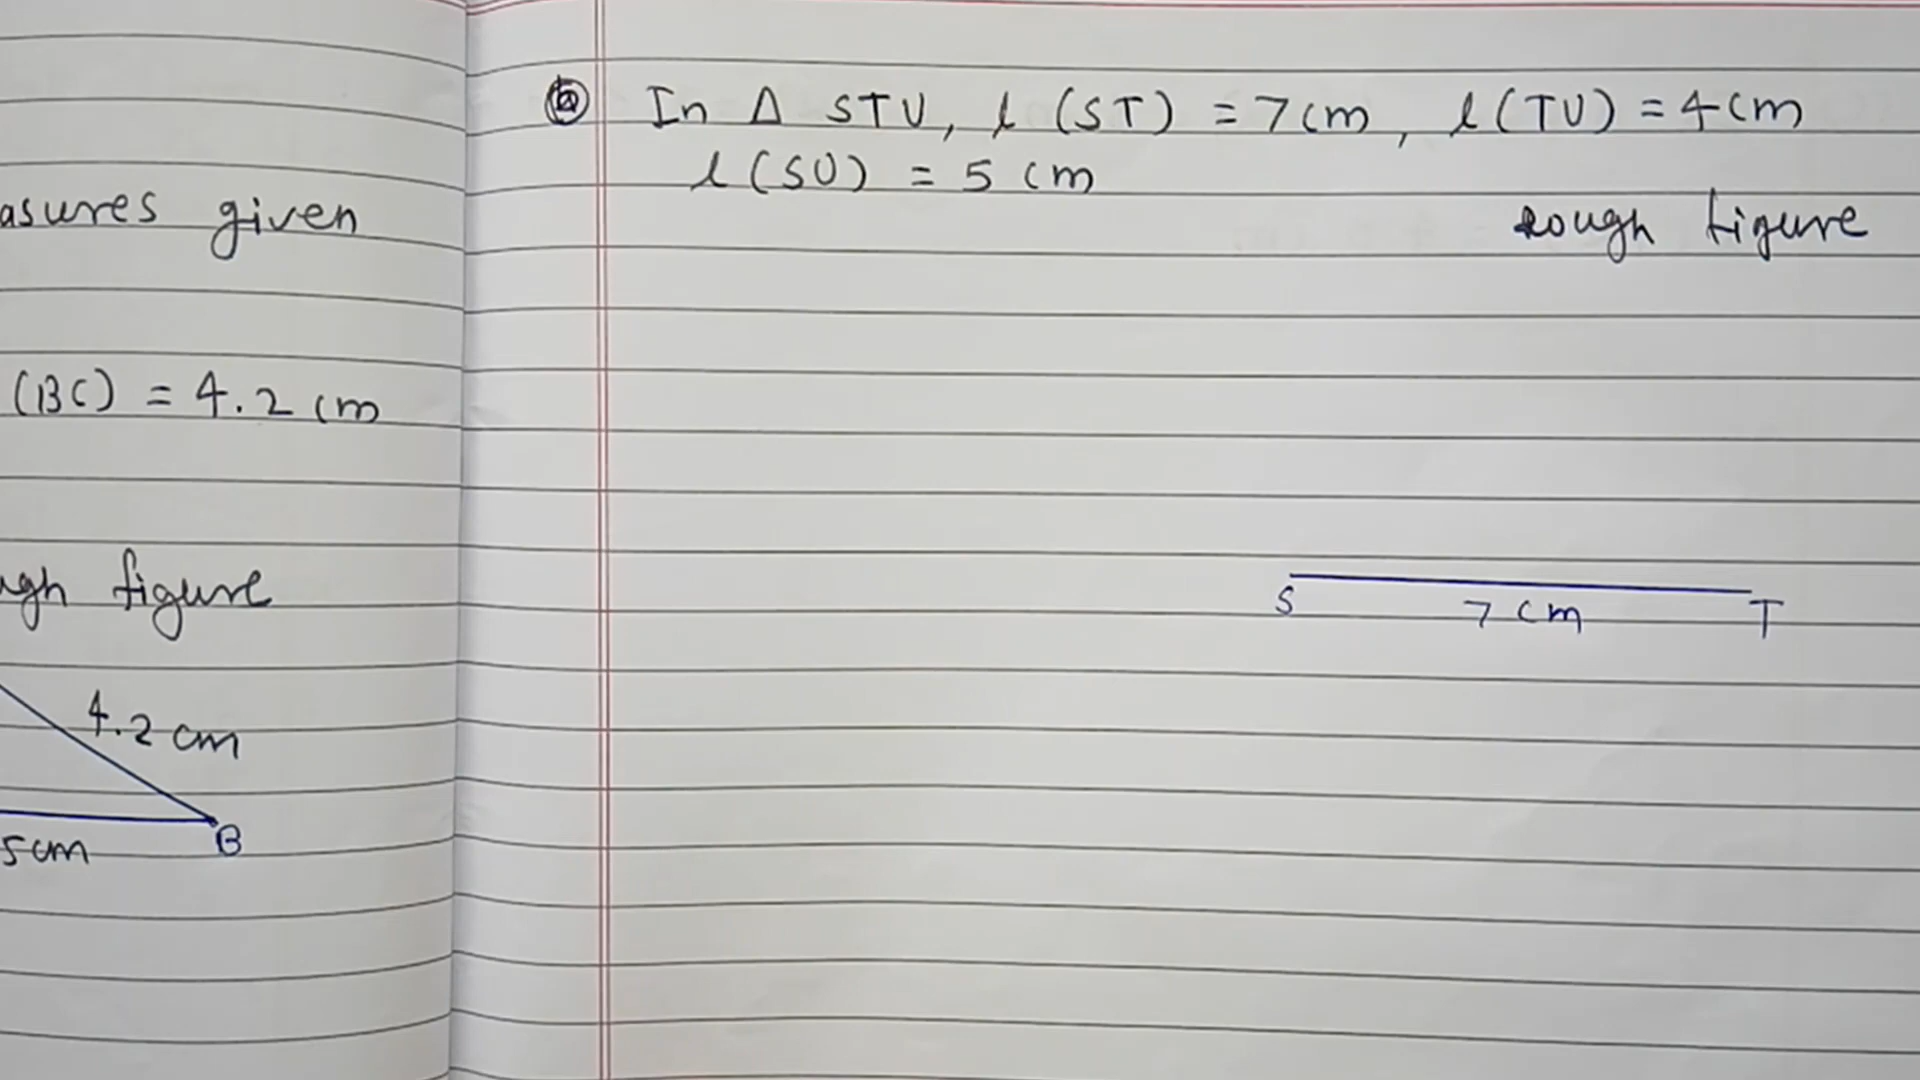 asures given
(BC) = 4.2 cm
figure
4.2 cm
5cm
B
b In Δ STU, l (ST) = 7cm, l(TU) = 4cm
l(SU) = 5 cm
rough figure
S 7 cm T